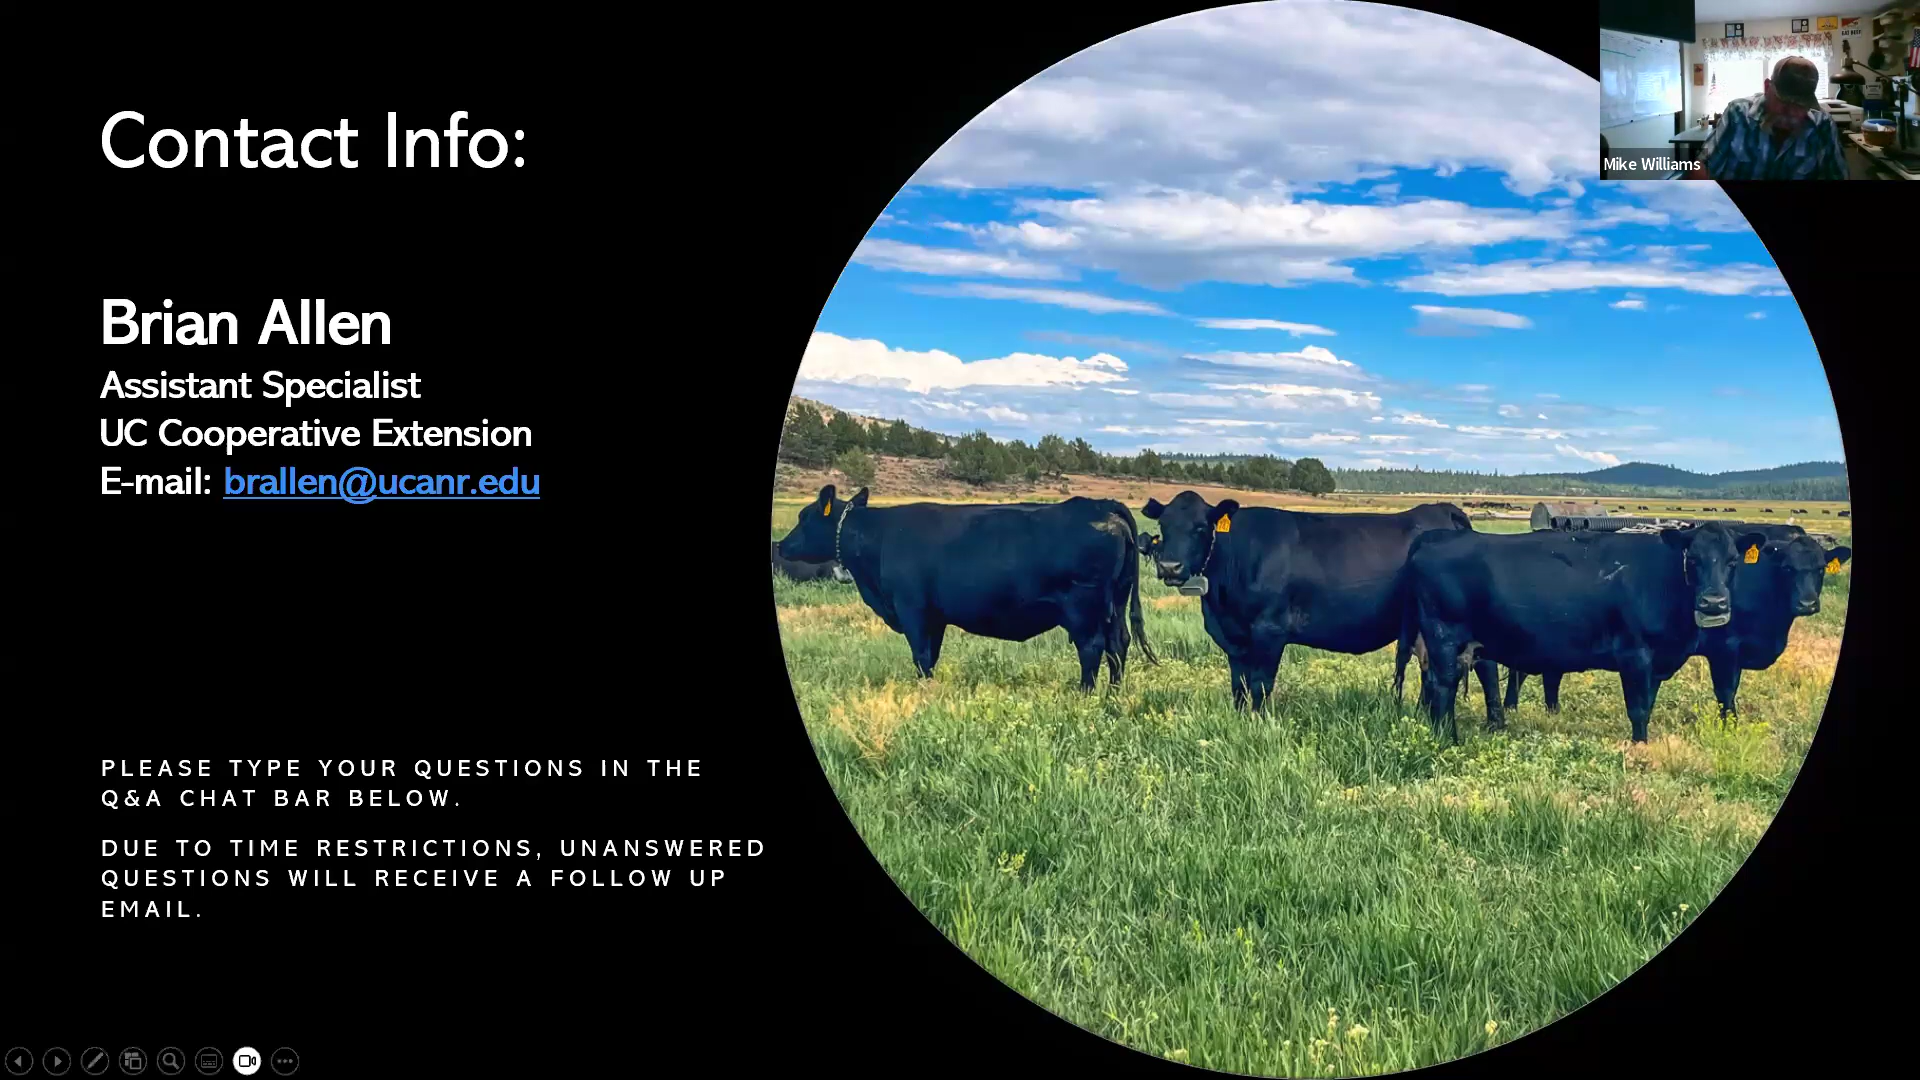 Contact Info:
Brian Allen
Assistant Specialist
UC Cooperative Extension
E-mail: brallen@ucanr.edu
PLEASE TYPE YOUR QUESTIONS IN THE
Q&A CHAT BAR BELOW.
DUE TO TIME RESTRICTIONS, UNANSWERED
QUESTIONS WILL RECEIVE A FOLLOW UP
EMAIL.
Mike Williams